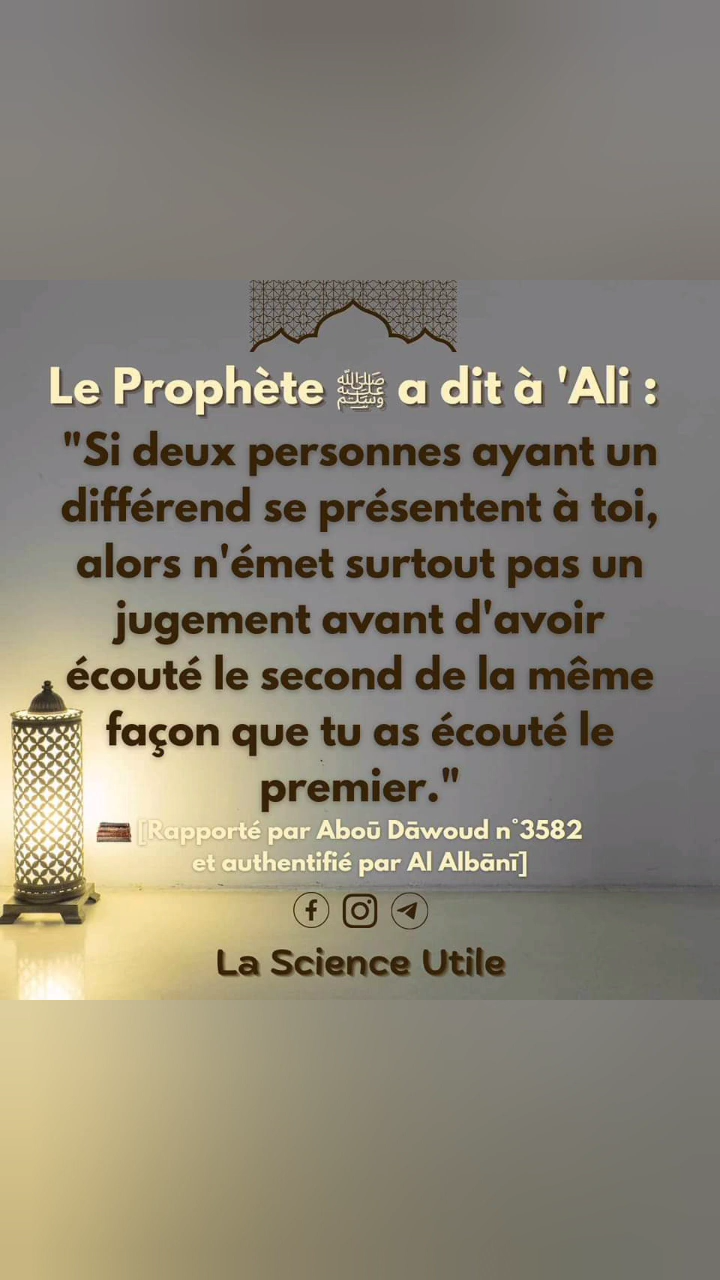 Le Prophète ﷺ a dit à 'Ali :
"Si deux personnes ayant un
différend se présentent à toi,
alors n'émet surtout pas un
jugement avant d'avoir
écouté le second de la même
façon que tu as écouté le
premier."
[Rapporté par Aboū Dāwoud n°3582
et authentifié par Al Albānī]
La Science Utile